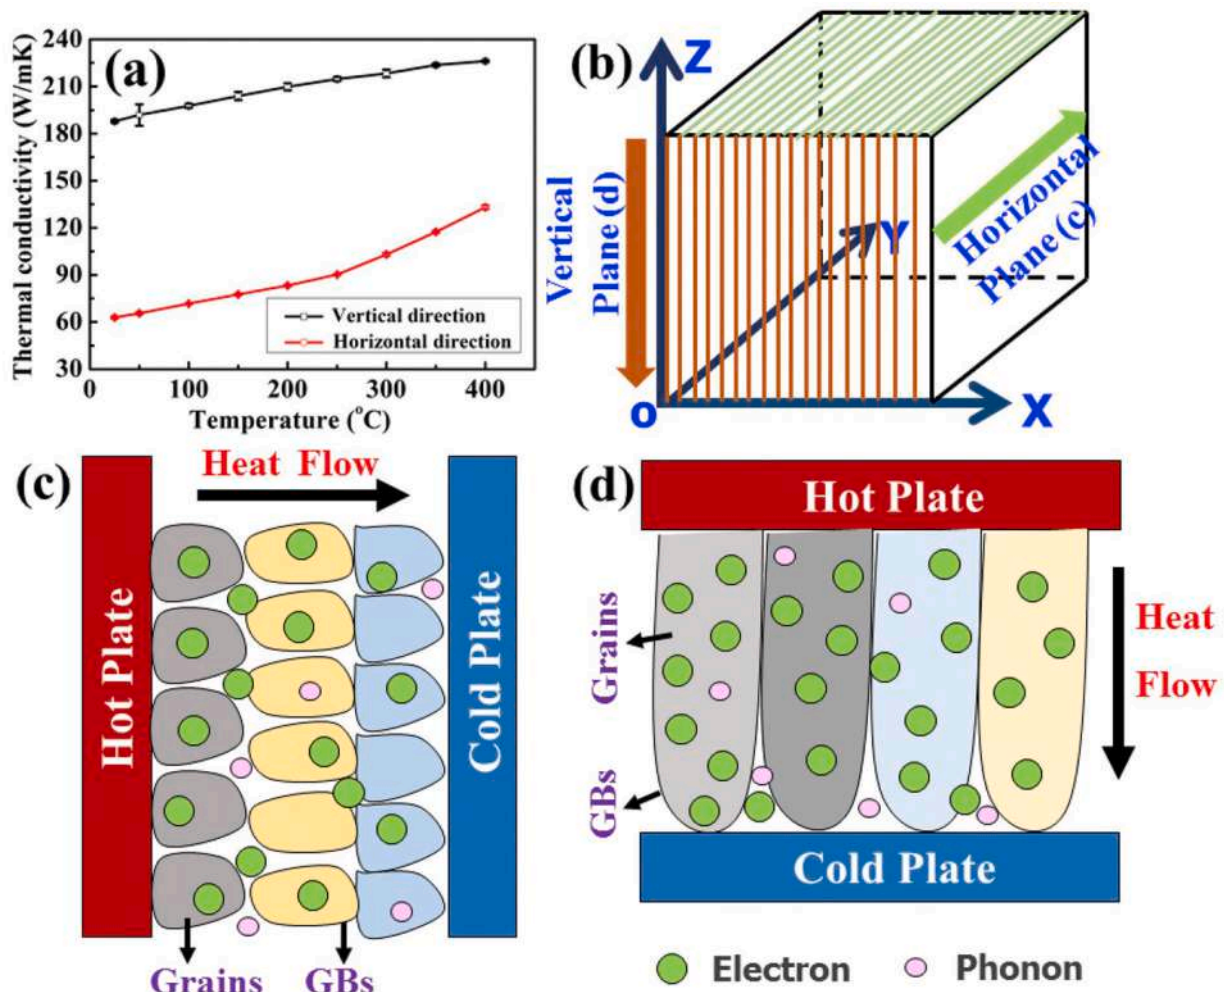 (a)
Thermal conductivity (W/mK)
240
210
180
150
120
90
60
30
Vertical direction
Horizontal direction
0
100
200
300
400
Temperature (°C)
(b)
Z
Vertical
Plane (d)
Y
Horizontal
Plane (c)
O
X
(c)
Heat Flow
Hot Plate
Cold Plate
Grains
GBs
(d)
Hot Plate
Grains
GBs
Heat
Flow
Cold Plate
Electron
Phonon